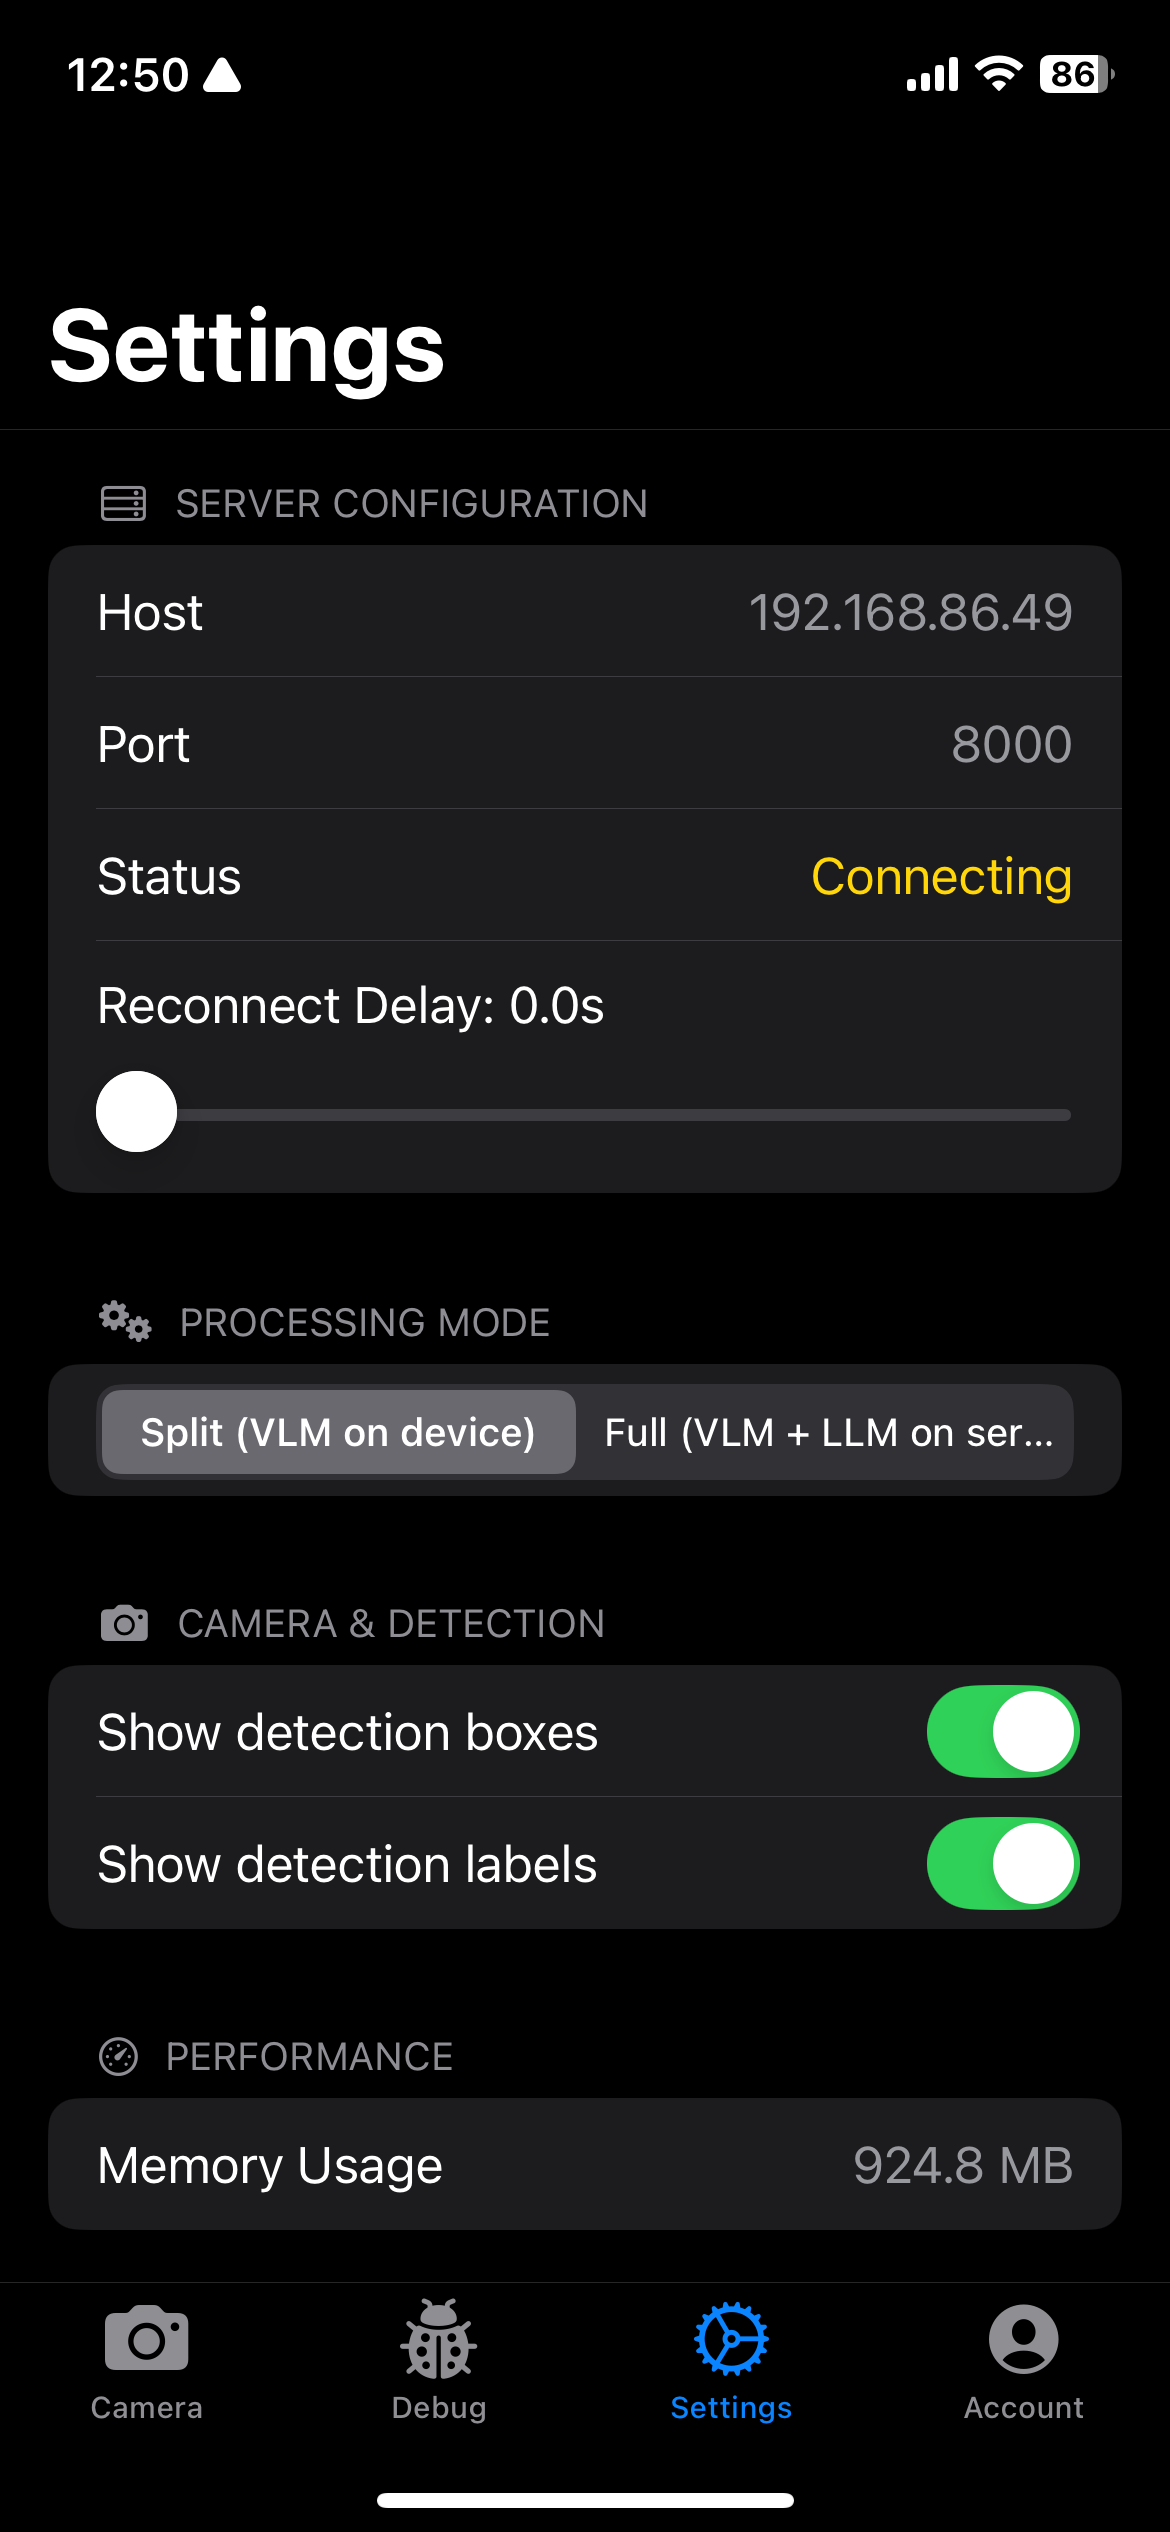 12:50 86
Settings
SERVER CONFIGURATION
Host 192.168.86.49
Port 8000
Status Connecting
Reconnect Delay: 0.0s
PROCESSING MODE
Split (VLM on device) Full (VLM + LLM on ser...
CAMERA & DETECTION
Show detection boxes
Show detection labels
PERFORMANCE
Memory Usage 924.8 MB
Camera Debug Settings Account